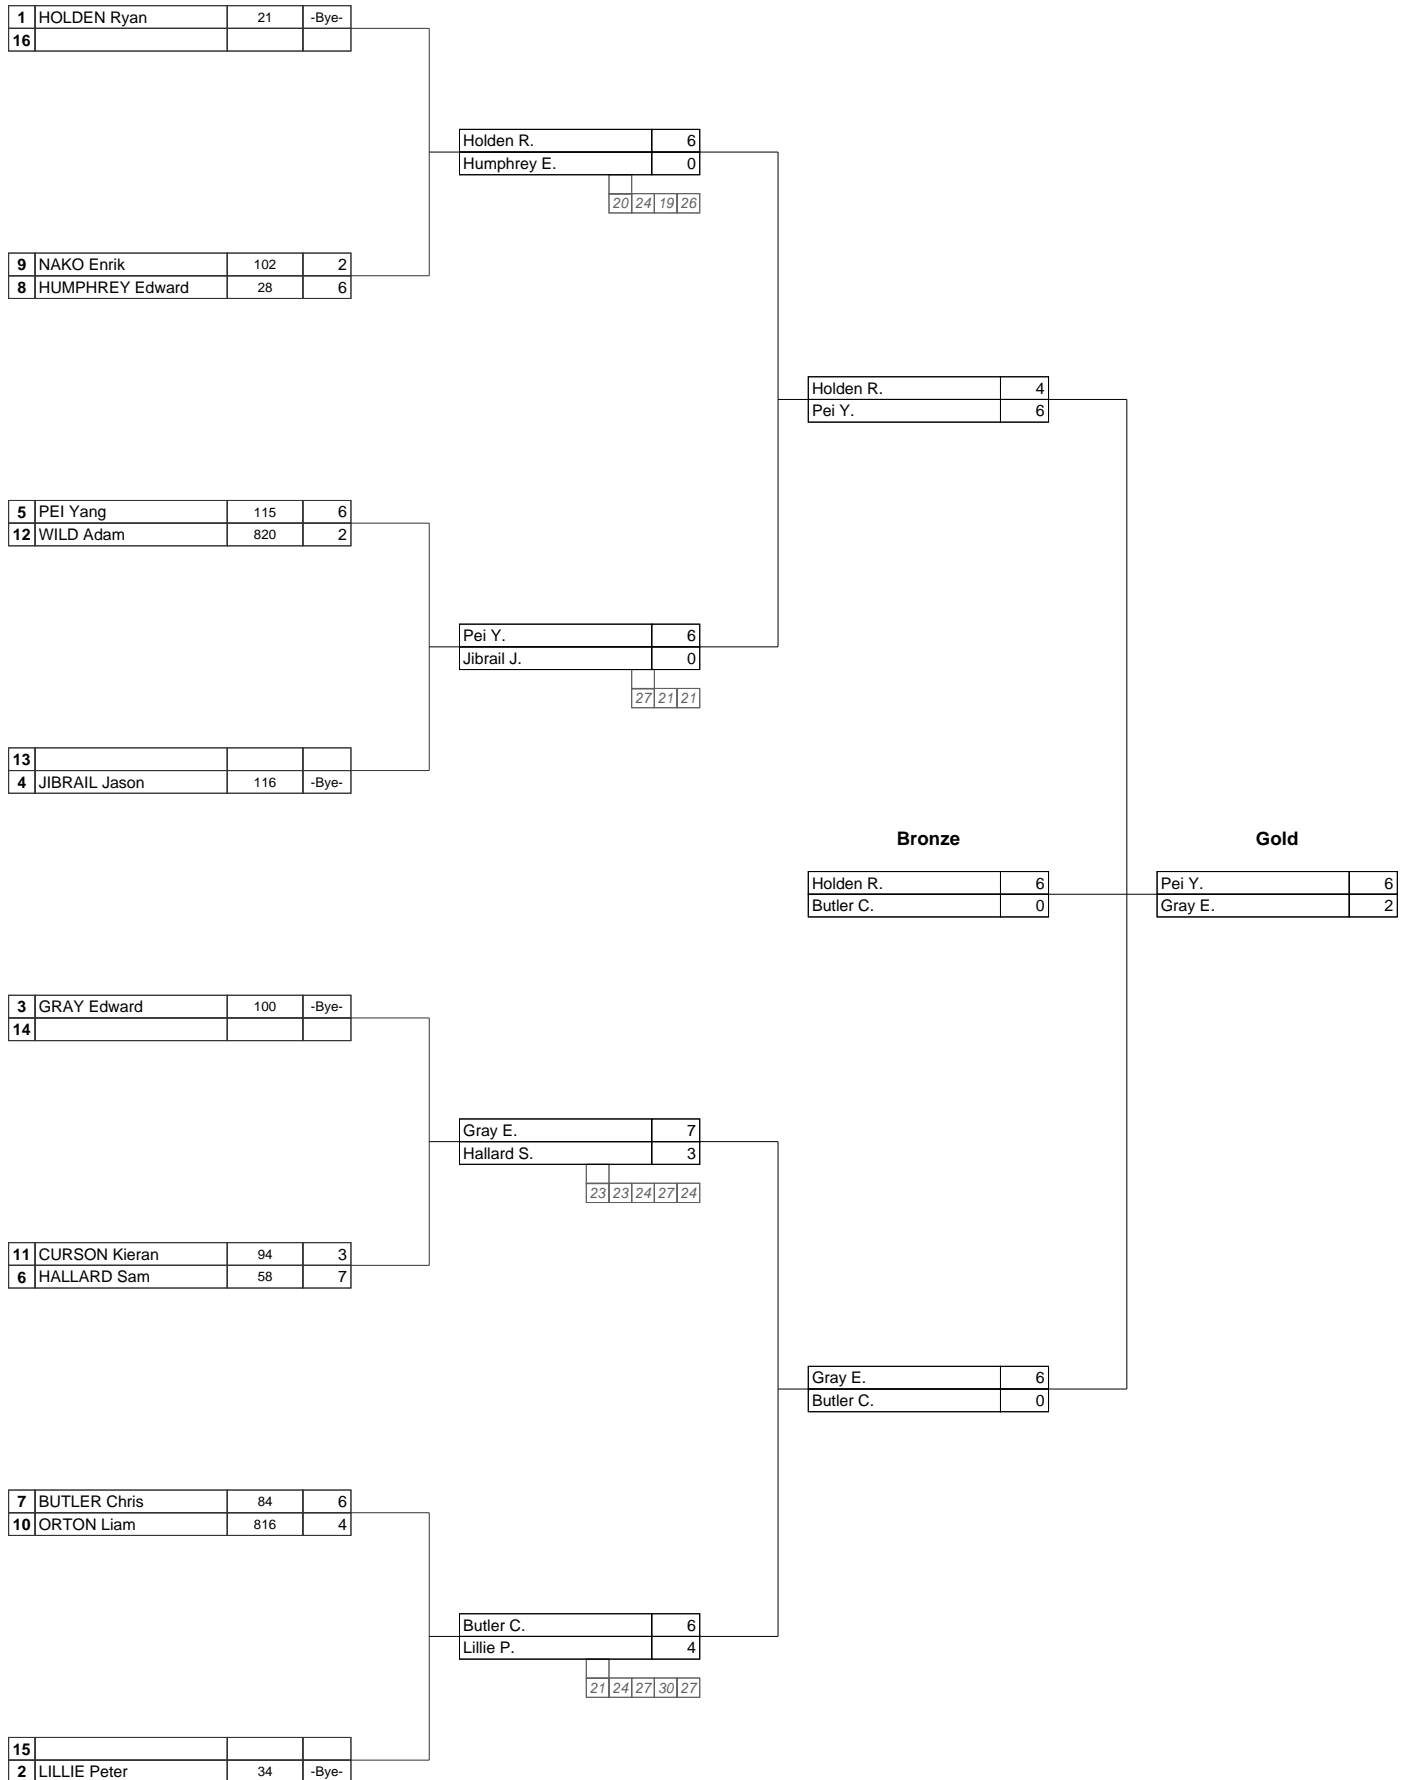 1 HOLDEN Ryan 21 -Bye-
16
Holden R. 6
Humphrey E. 0
20 24 19 26
9 NAKO Enrik 102 2
8 HUMPHREY Edward 28 6
Holden R. 4
Pei Y. 6
5 PEI Yang 115 6
12 WILD Adam 820 2
Pei Y. 6
Jibrail J. 0
27 21 21
13
4 JIBRAIL Jason 116 -Bye-
Bronze Gold
Holden R. 6 Pei Y. 6
Butler C. 0 Gray E. 2
3 GRAY Edward 100 -Bye-
14
Gray E. 7
Hallard S. 3
23 23 24 27 24
11 CURSON Kieran 94 3
6 HALLARD Sam 58 7
Gray E. 6
Butler C. 0
7 BUTLER Chris 84 6
10 ORTON Liam 816 4
Butler C. 6
Lillie P. 4
21 24 27 30 27
15
2 LILLIE Peter 34 -Bye-